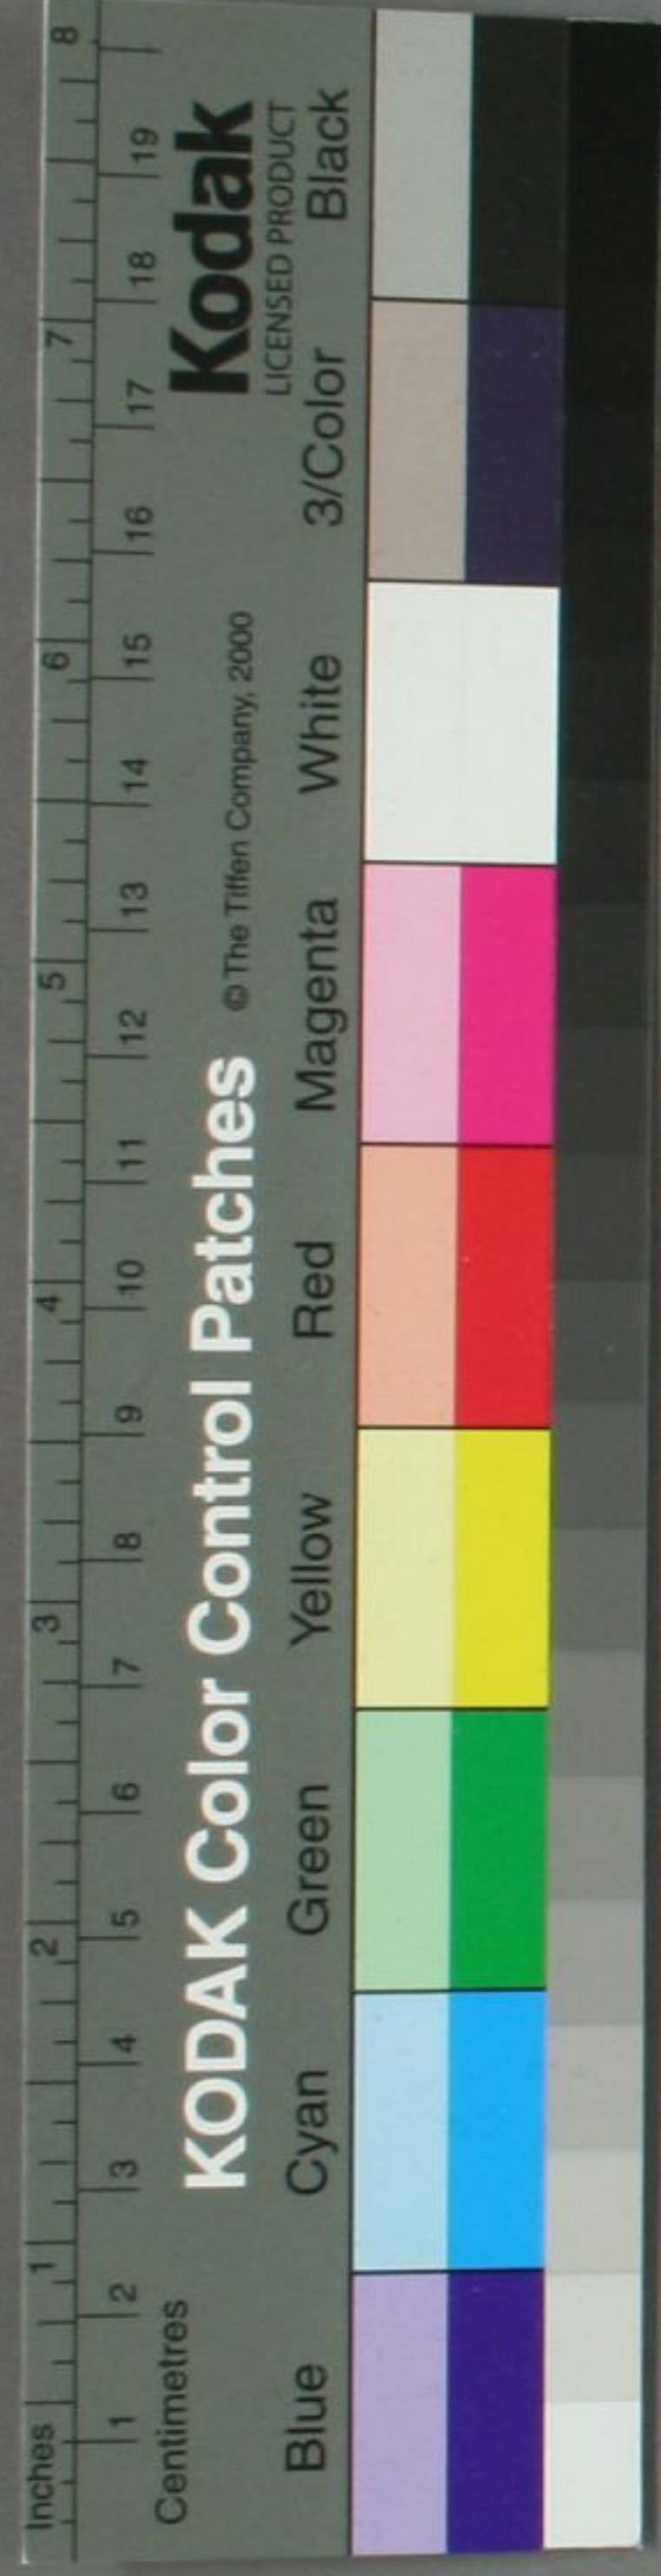 Inches 1 2 3 4 5 6 7 8
1 2 3 4 5 6 7 8 9 10 11 12 13 14 15 16 17 18 19
Centimetres
KODAK Color Control Patches © The Tiffen Company, 2000 Kodak
LICENSED PRODUCT
Blue Cyan Green Yellow Red Magenta White 3/Color Black